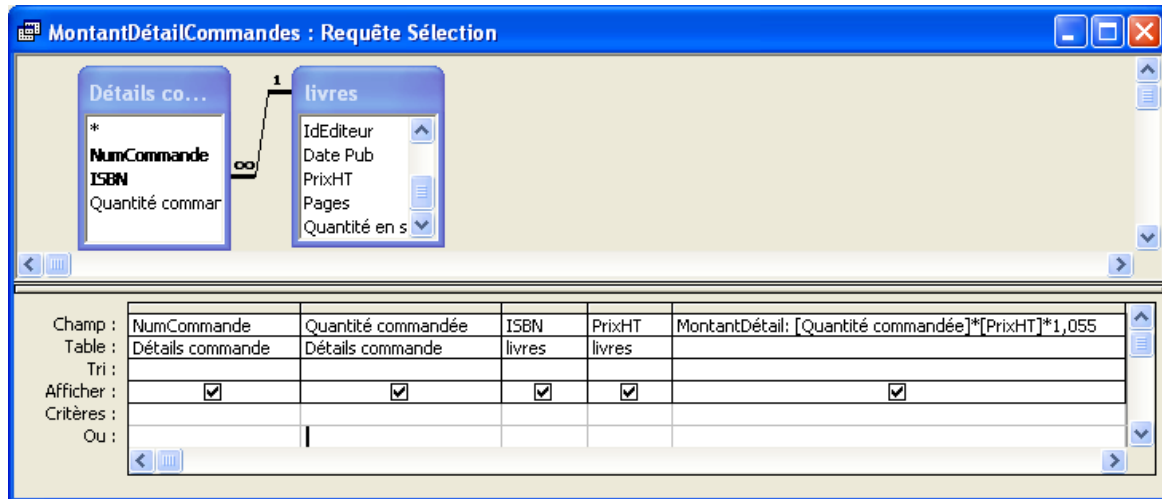 MontantDétailCommandes : Requête Sélection
Détails co...
*
NumCommande
ISBN
Quantité commar
∞
1
livres
IdEditeur
Date Pub
PrixHT
Pages
Quantité en s
Champ : NumCommande Quantité commandée ISBN PrixHT MontantDétail: [Quantité commandée]*[PrixHT]*1,055
Table : Détails commande Détails commande livres livres
Tri :
Afficher :
Critères :
Ou :